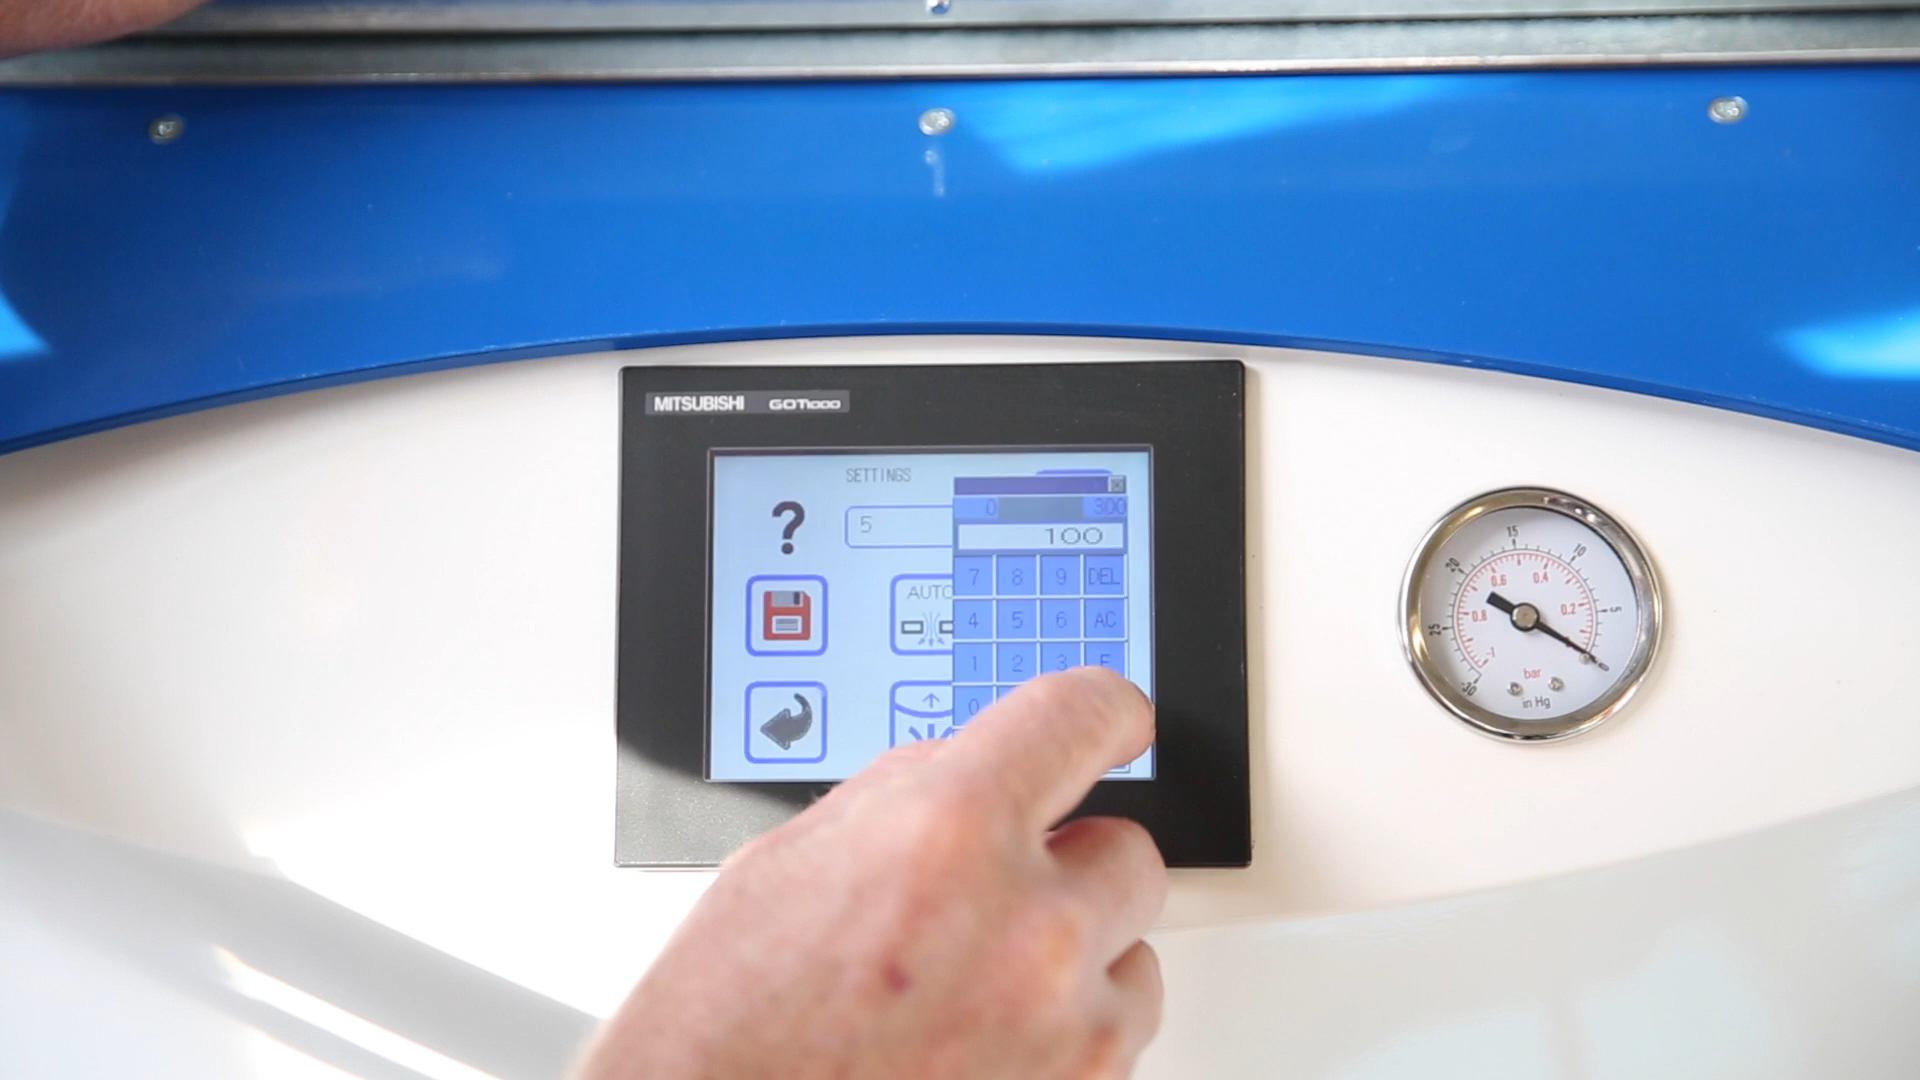 MITSUBISHI GOT1000
SETTINGS
?
5
0 300
100
7 8 9 DEL
AUTO
4 5 6 AC
1 2 3
0
15
20 10
0.6 0.4
25 0.8 0.2 5
-1 0
-30 bar
in Hg